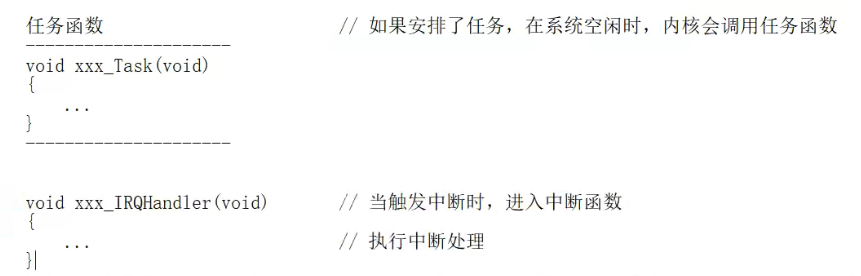 任务函数 // 如果安排了任务，在系统空闲时，内核会调用任务函数
---------------------
void xxx_Task(void)
{
...
}
---------------------
void xxx_IRQHandler(void) // 当触发中断时，进入中断函数
{
... // 执行中断处理
}